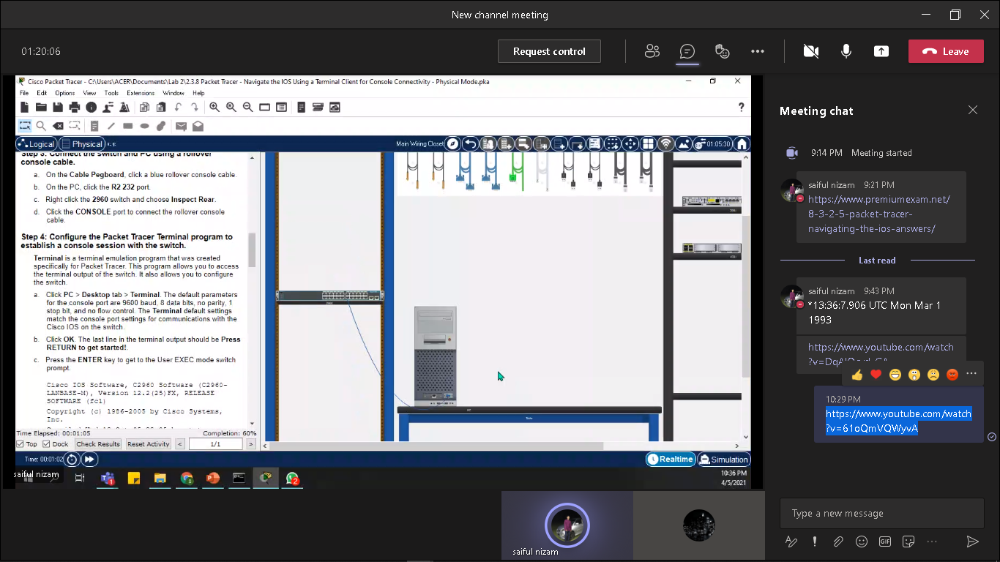 New channel meeting
01:20:06
Request control
Leave
Cisco Packet Tracer - C:\Users\ACER\Documents\Lab 2\2.3.8 Packet Tracer - Navigate the IOS Using a Terminal Client for Console Connectivity - Physical Mode.pka
File Edit Options View Tools Extensions Window Help
Logical
Physical
Main Wiring Closet
01:05:30
Step 3: Connect the switch and PC using a rollover
console cable.
a. On the Cable Pegboard, click a blue rollover console cable.
b. On the PC, click the R2 232 port.
c. Right click the 2960 switch and choose Inspect Rear.
d. Click the CONSOLE port to connect the rollover console
cable.
Step 4: Configure the Packet Tracer Terminal program to
establish a console session with the switch.
Terminal is a terminal emulation program that was created
specifically for Packet Tracer. This program allows you to access
the terminal output of the switch. It also allows you to configure
the switch.
a. Click PC > Desktop tab > Terminal. The default parameters
for the console port are 9600 baud, 8 data bits, no parity, 1
stop bit, and no flow control. The Terminal default settings
match the console port settings for communications with the
Cisco IOS on the switch.
b. Click OK. The last line in the terminal output should be Press
RETURN to get started!.
c. Press the ENTER key to get to the User EXEC mode switch
prompt.
Cisco IOS Software, C2960 Software (C2960-
LANBASE-M), Version 12.2(25)FX, RELEASE
SOFTWARE (fc1)
Copyright (c) 1986-2005 by Cisco Systems,
Inc.
Time Elapsed: 00:01:05
Completion: 60%
Top
Dock
Check Results
Reset Activity
<
1/1
>
PC
Table
Time: 00:01:02
Realtime
Simulation
saiful nizam
10:36 PM
4/5/2021
saiful nizam
Meeting chat
9:14 PM Meeting started
saiful nizam 9:21 PM
https://www.premiumexam.net/
8-3-2-5-packet-tracer-
navigating-the-ios-answers/
Last read
saiful nizam 9:43 PM
*13:36:7.906 UTC Mon Mar 1
1993
https://www.youtube.com/watch
10:29 PM
https://www.youtube.com/watch
?v=61oQmVQWyvA
Type a new message
GIF